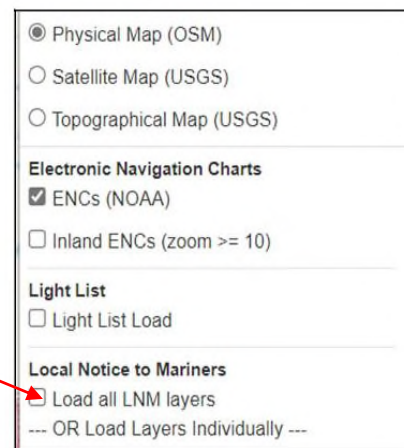 Physical Map (OSM)
Satellite Map (USGS)
Topographical Map (USGS)
Electronic Navigation Charts
ENCs (NOAA)
Inland ENCs (zoom >= 10)
Light List
Light List Load
Local Notice to Mariners
Load all LNM layers
--- OR Load Layers Individually ---